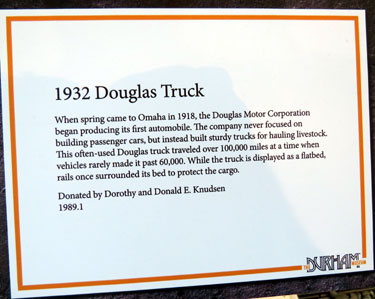 1932 Douglas Truck
When spring came to Omaha in 1918, the Douglas Motor Corporation
began producing its first automobile. The company never focused on
building passenger cars, but instead built sturdy trucks for hauling livestock.
This often-used Douglas truck traveled over 100,000 miles at a time when
vehicles rarely made it past 60,000. While the truck is displayed as a flatbed,
rails once surrounded its bed to protect the cargo.
Donated by Dorothy and Donald E. Knudsen
1989.1
THE DURHAM
MUSEUM